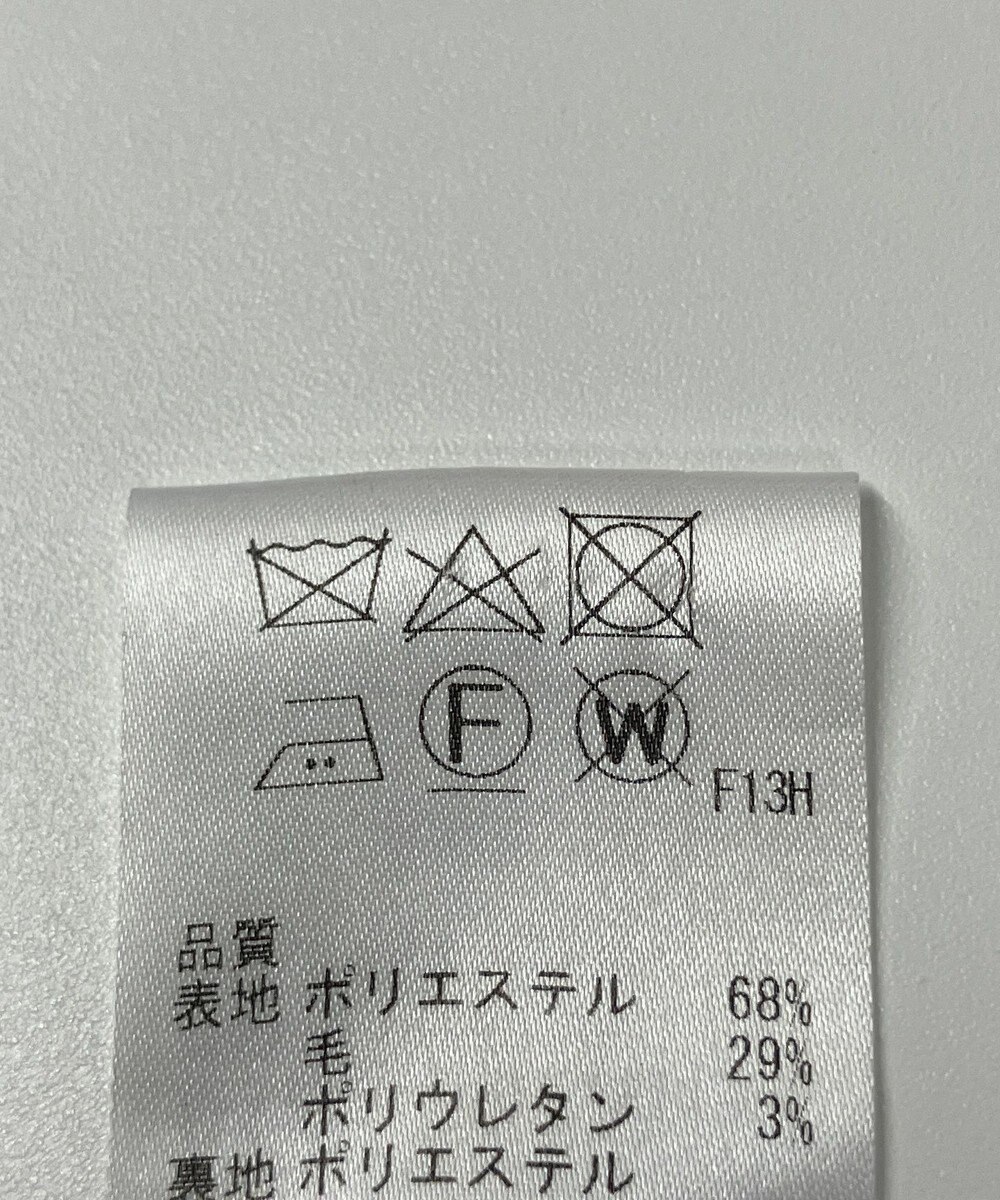 F W F13H
品質
表地 ポリエステル 68%
毛 29%
ポリウレタン 3%
裏地 ポリエステル